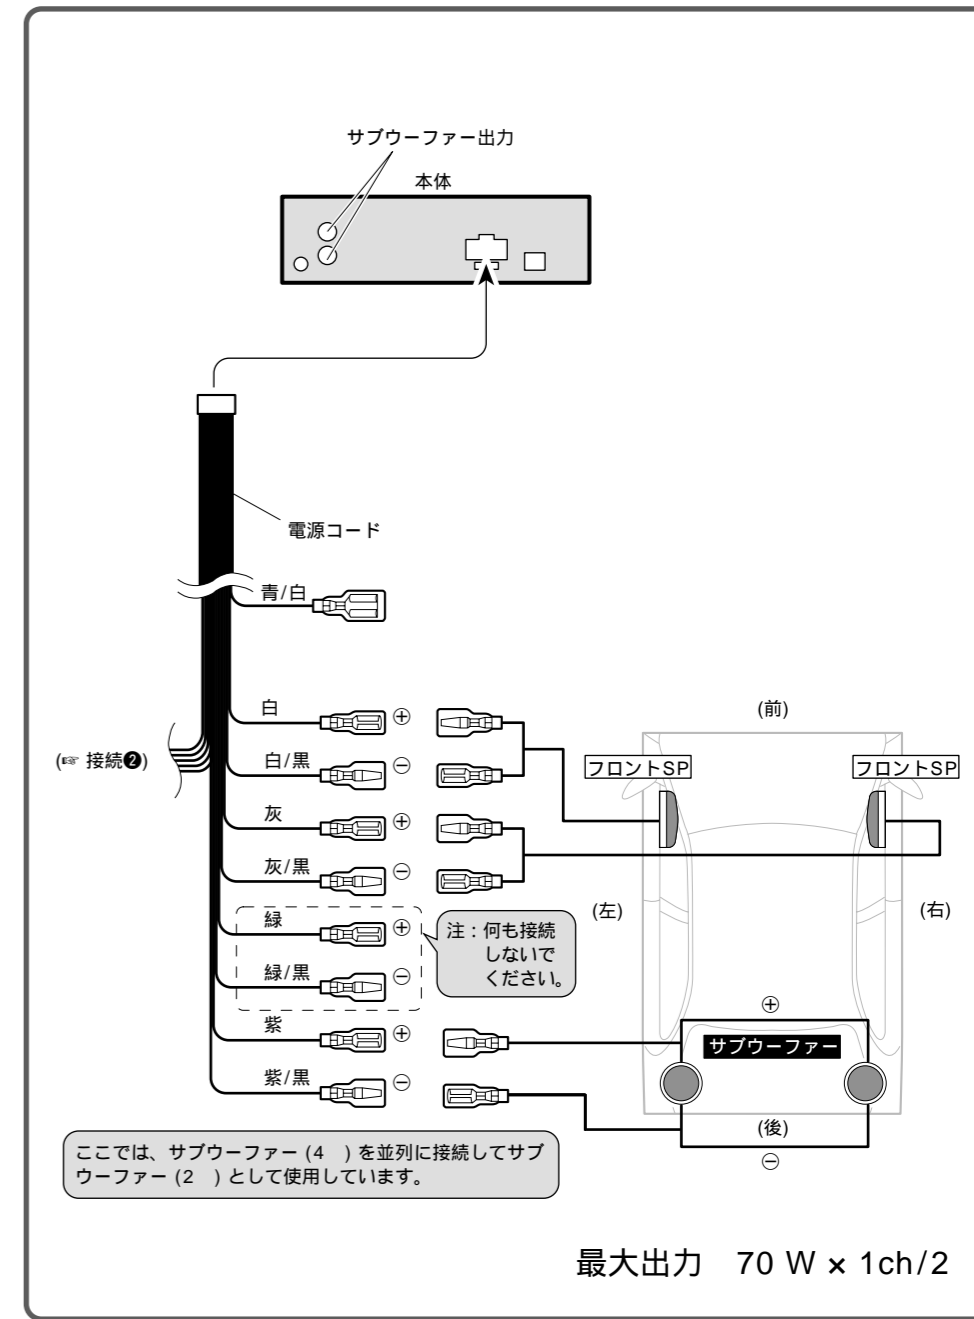 サブウーファー出力
本体
電源コード
青/白
白
⊕
(前)
(☞ 接続❷)
白/黒
⊖
フロントSP
フロントSP
灰
⊕
灰/黒
⊖
(左)
(右)
緑
⊕
注：何も接続
しないで
ください。
緑/黒
⊖
紫
⊕
⊕
サブウーファー
紫/黒
⊖
(後)
⊖
ここでは、サブウーファー (4　) を並列に接続してサブ
ウーファー (2　) として使用しています。
最大出力　70 W × 1ch/2